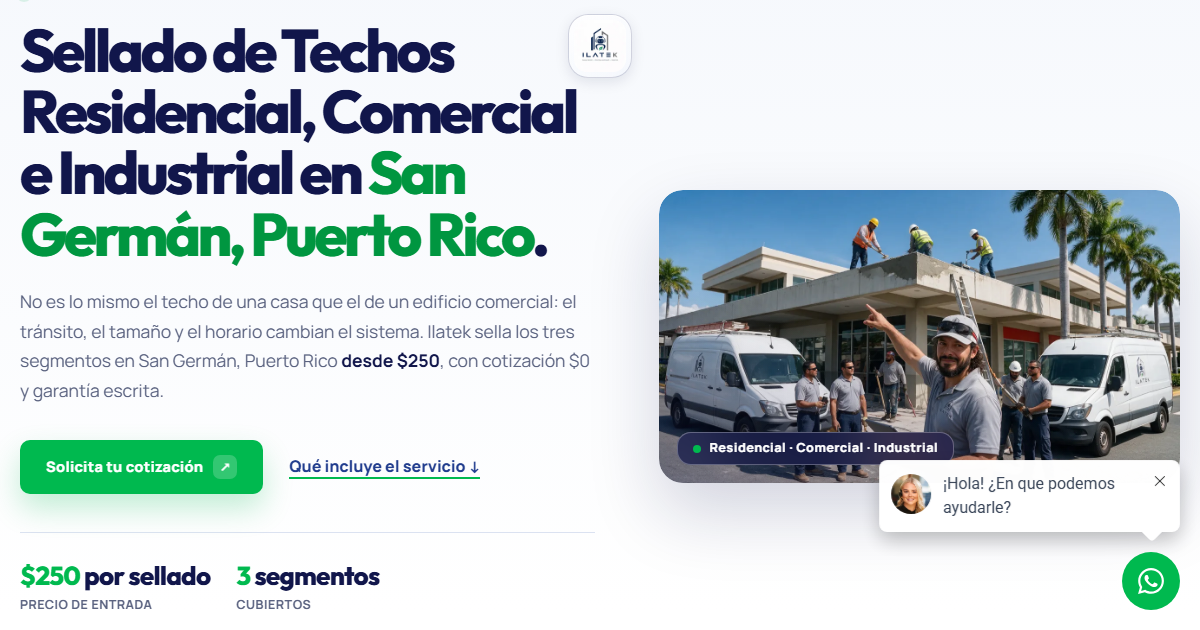 Sellado de Techos
Residencial, Comercial
e Industrial en San
Germán, Puerto Rico.
No es lo mismo el techo de una casa que el de un edificio comercial: el
tránsito, el tamaño y el horario cambian el sistema. Ilatek sella los tres
segmentos en San Germán, Puerto Rico desde $250, con cotización $0
y garantía escrita.
Solicita tu cotización ↗
Qué incluye el servicio ↓
$250 por sellado
PRECIO DE ENTRADA
3 segmentos
CUBIERTOS
ILATEK
ILATEK
ILATEK
Residencial · Comercial · Industrial
¡Hola! ¿En que podemos
ayudarle?